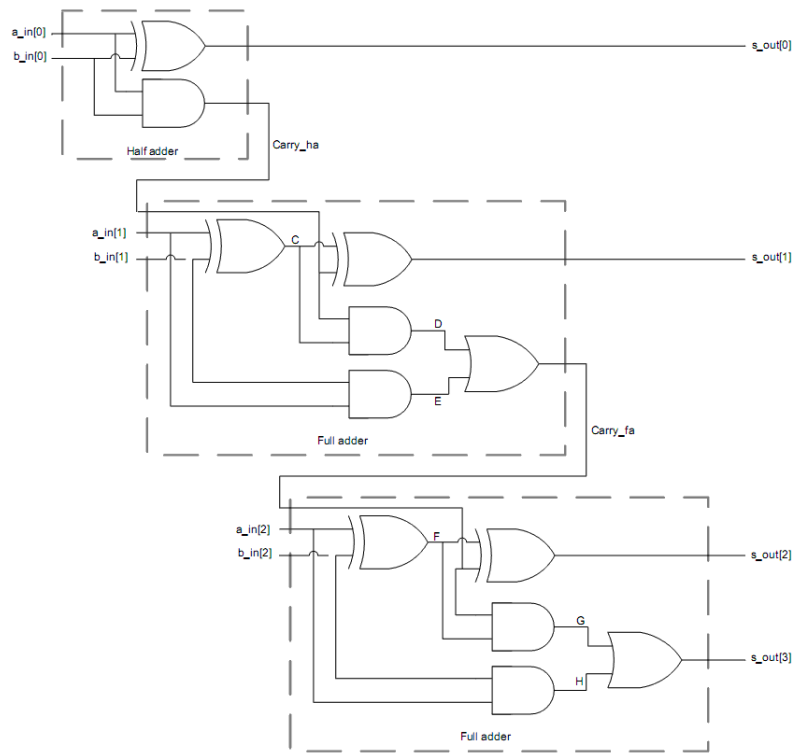 a_in[0]
s_out[0]
b_in[0]
Half adder
Carry_ha
a_in[1]
C
b_in[1]
s_out[1]
D
E
Full adder
Carry_fa
a_in[2]
F
b_in[2]
s_out[2]
G
s_out[3]
H
Full adder